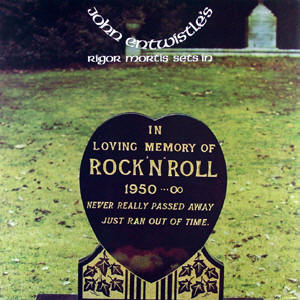 John Entwistle's
Rigor Mortis sets in
IN
LOVING MEMORY OF
ROCK 'N' ROLL
1950 ··· ∞
NEVER REALLY PASSED AWAY
JUST RAN OUT OF TIME.